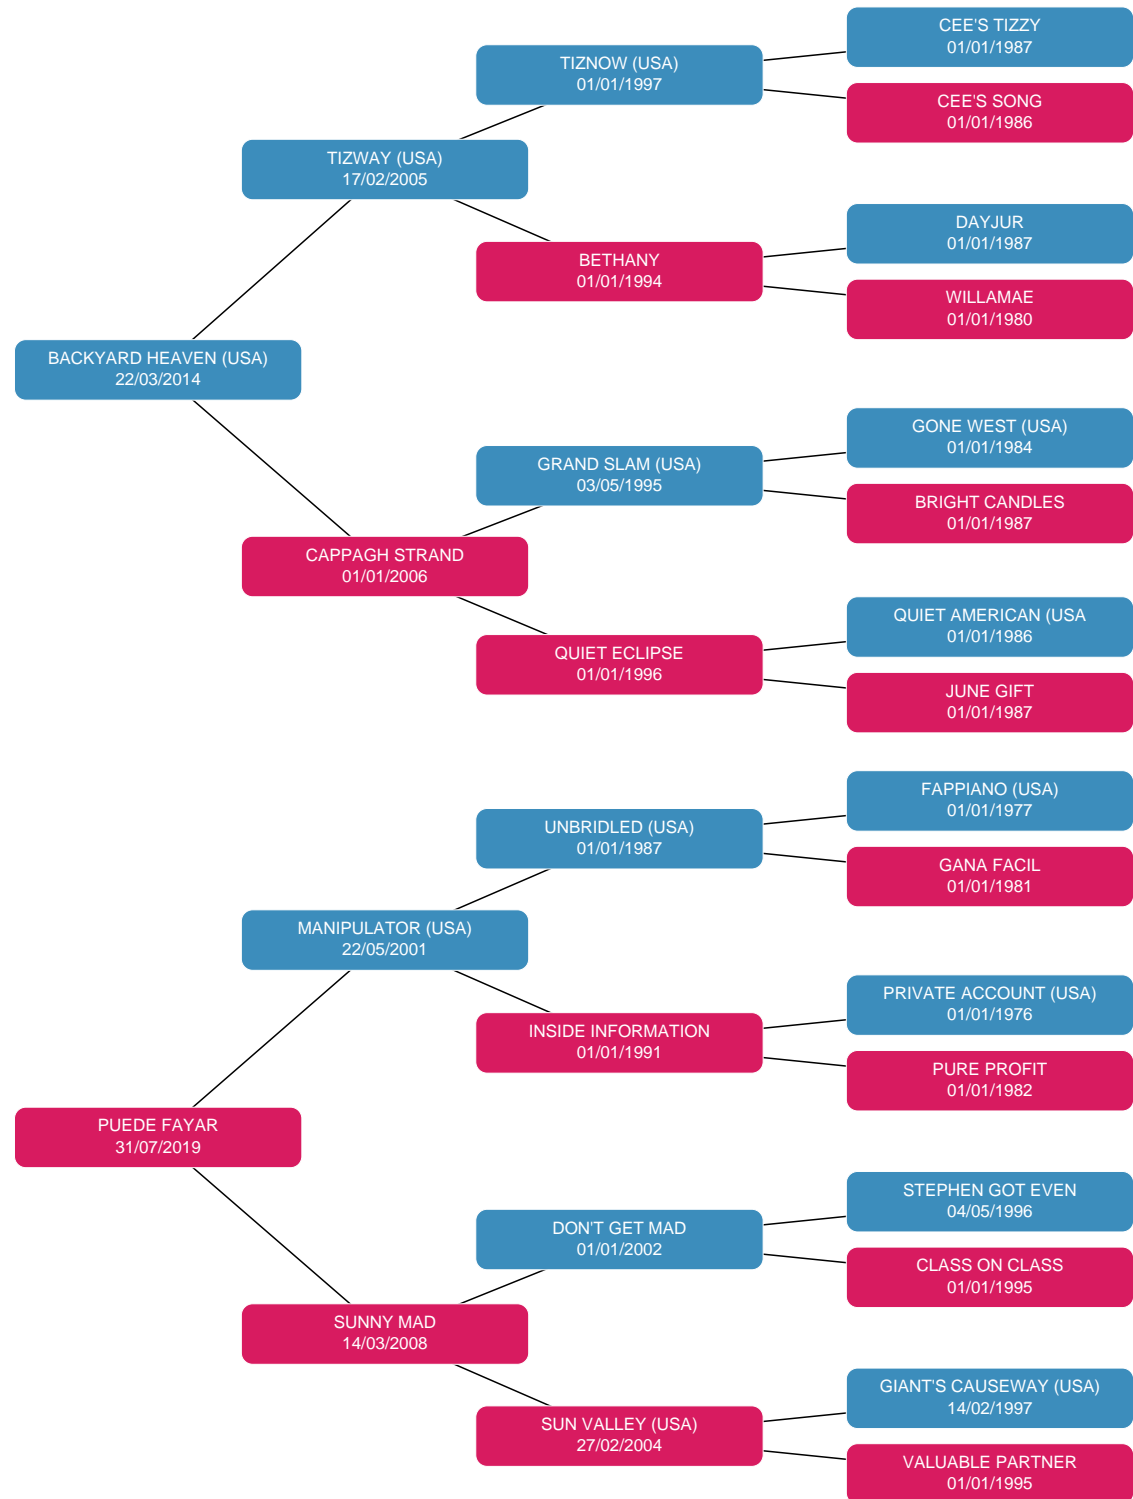 CEE'S TIZZY
01/01/1987
TIZNOW (USA)
01/01/1997
CEE'S SONG
01/01/1986
TIZWAY (USA)
17/02/2005
DAYJUR
01/01/1987
BETHANY
01/01/1994
WILLAMAE
01/01/1980
BACKYARD HEAVEN (USA)
22/03/2014
GONE WEST (USA)
01/01/1984
GRAND SLAM (USA)
03/05/1995
BRIGHT CANDLES
01/01/1987
CAPPAGH STRAND
01/01/2006
QUIET AMERICAN (USA
01/01/1986
QUIET ECLIPSE
01/01/1996
JUNE GIFT
01/01/1987
FAPPIANO (USA)
01/01/1977
UNBRIDLED (USA)
01/01/1987
GANA FACIL
01/01/1981
MANIPULATOR (USA)
22/05/2001
PRIVATE ACCOUNT (USA)
01/01/1976
INSIDE INFORMATION
01/01/1991
PURE PROFIT
01/01/1982
PUEDE FAYAR
31/07/2019
STEPHEN GOT EVEN
04/05/1996
DON'T GET MAD
01/01/2002
CLASS ON CLASS
01/01/1995
SUNNY MAD
14/03/2008
GIANT'S CAUSEWAY (USA)
14/02/1997
SUN VALLEY (USA)
27/02/2004
VALUABLE PARTNER
01/01/1995